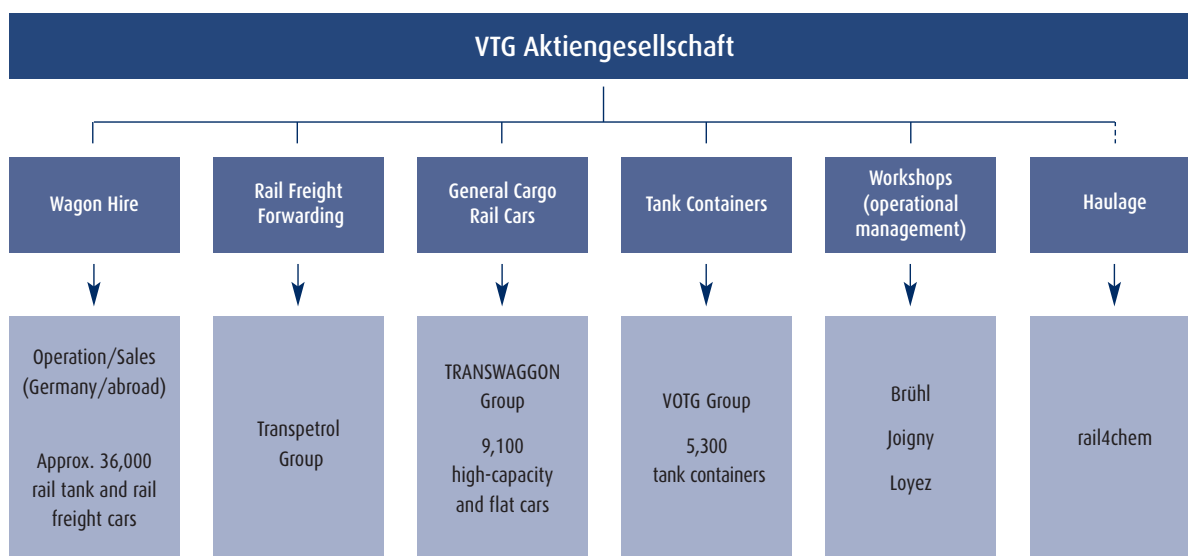 VTG Aktiengesellschaft
Wagon Hire
Rail Freight
Forwarding
General Cargo
Rail Cars
Tank Containers
Workshops
(operational
management)
Haulage
Operation/Sales
(Germany/abroad)
Approx. 36,000
rail tank and rail
freight cars
Transpetrol
Group
TRANSWAGGON
Group
9,100
high-capacity
and flat cars
VOTG Group
5,300
tank containers
Brühl
Joigny
Loyez
rail4chem